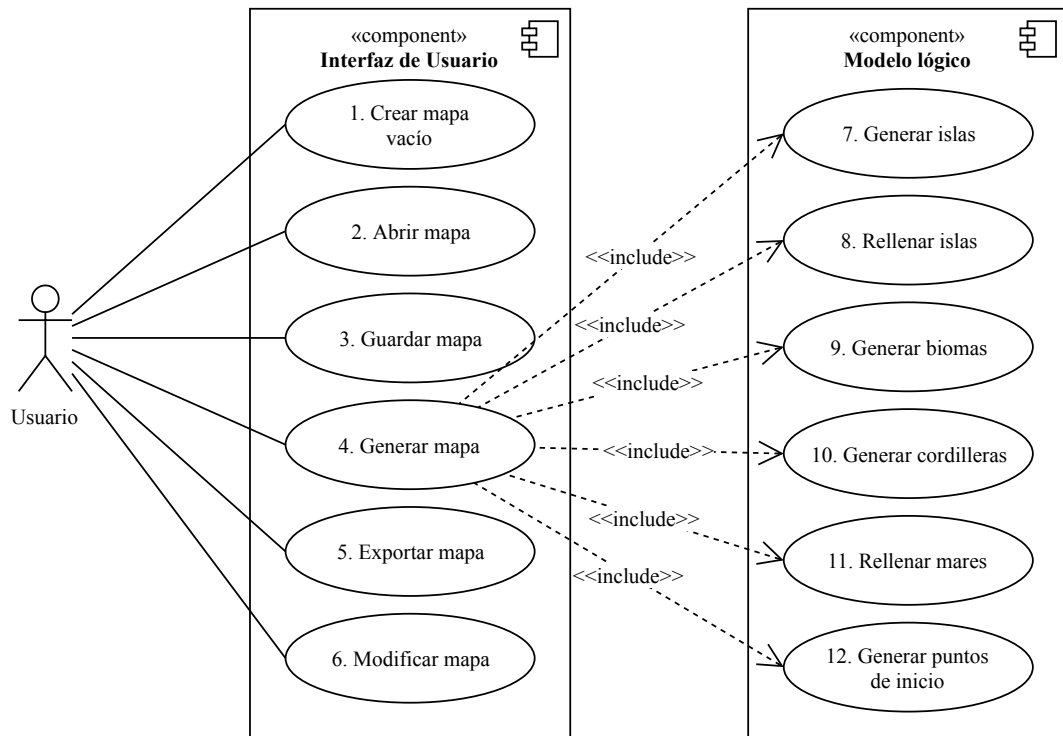 «component»
Interfaz de Usuario
1. Crear mapa
vacío
2. Abrir mapa
3. Guardar mapa
4. Generar mapa
5. Exportar mapa
6. Modificar mapa
Usuario
<<include>>
<<include>>
<<include>>
<<include>>
<<include>>
<<include>>
«component»
Modelo lógico
7. Generar islas
8. Rellenar islas
9. Generar biomas
10. Generar cordilleras
11. Rellenar mares
12. Generar puntos
de inicio